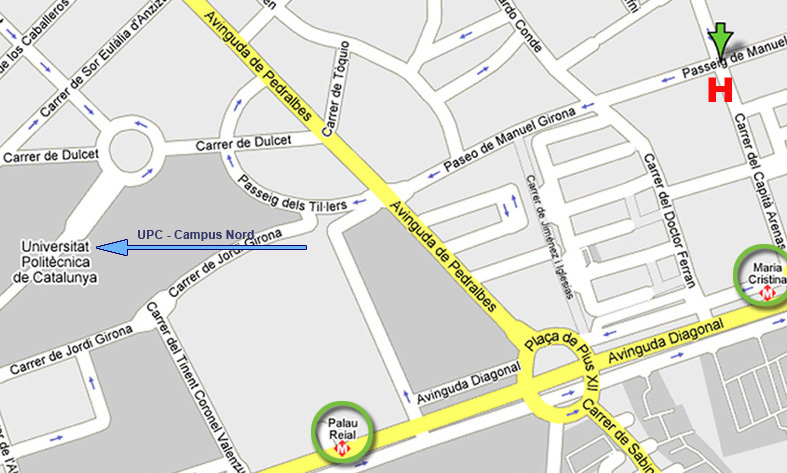 de los Caballeros
Carrer de Sor Eulàlia d'Anziz
Avinguda de Pedralbes
Carrer de Tòquio
Conde
Passeig de Manuel
H
Carrer de Dulcet
Carrer de Dulcet
Paseo de Manuel Girona
Passeig dels Til·lers
Avinguda de Pedralbes
Carrer de Jiménez i Iglesias
Carrer del Doctor Ferran
Carrer del Capità Arenas
UPC - Campus Nord
Universitat
Politècnica
de Catalunya
Carrer de Jordi Girona
Maria
Cristina
M
Carrer de Jordi Girona
Carrer del Tinent Coronel Valenzu
Plaça de Pius XII
Avinguda Diagonal
Avinguda Diagonal
Palau
Reial
M
Carrer de Sabin